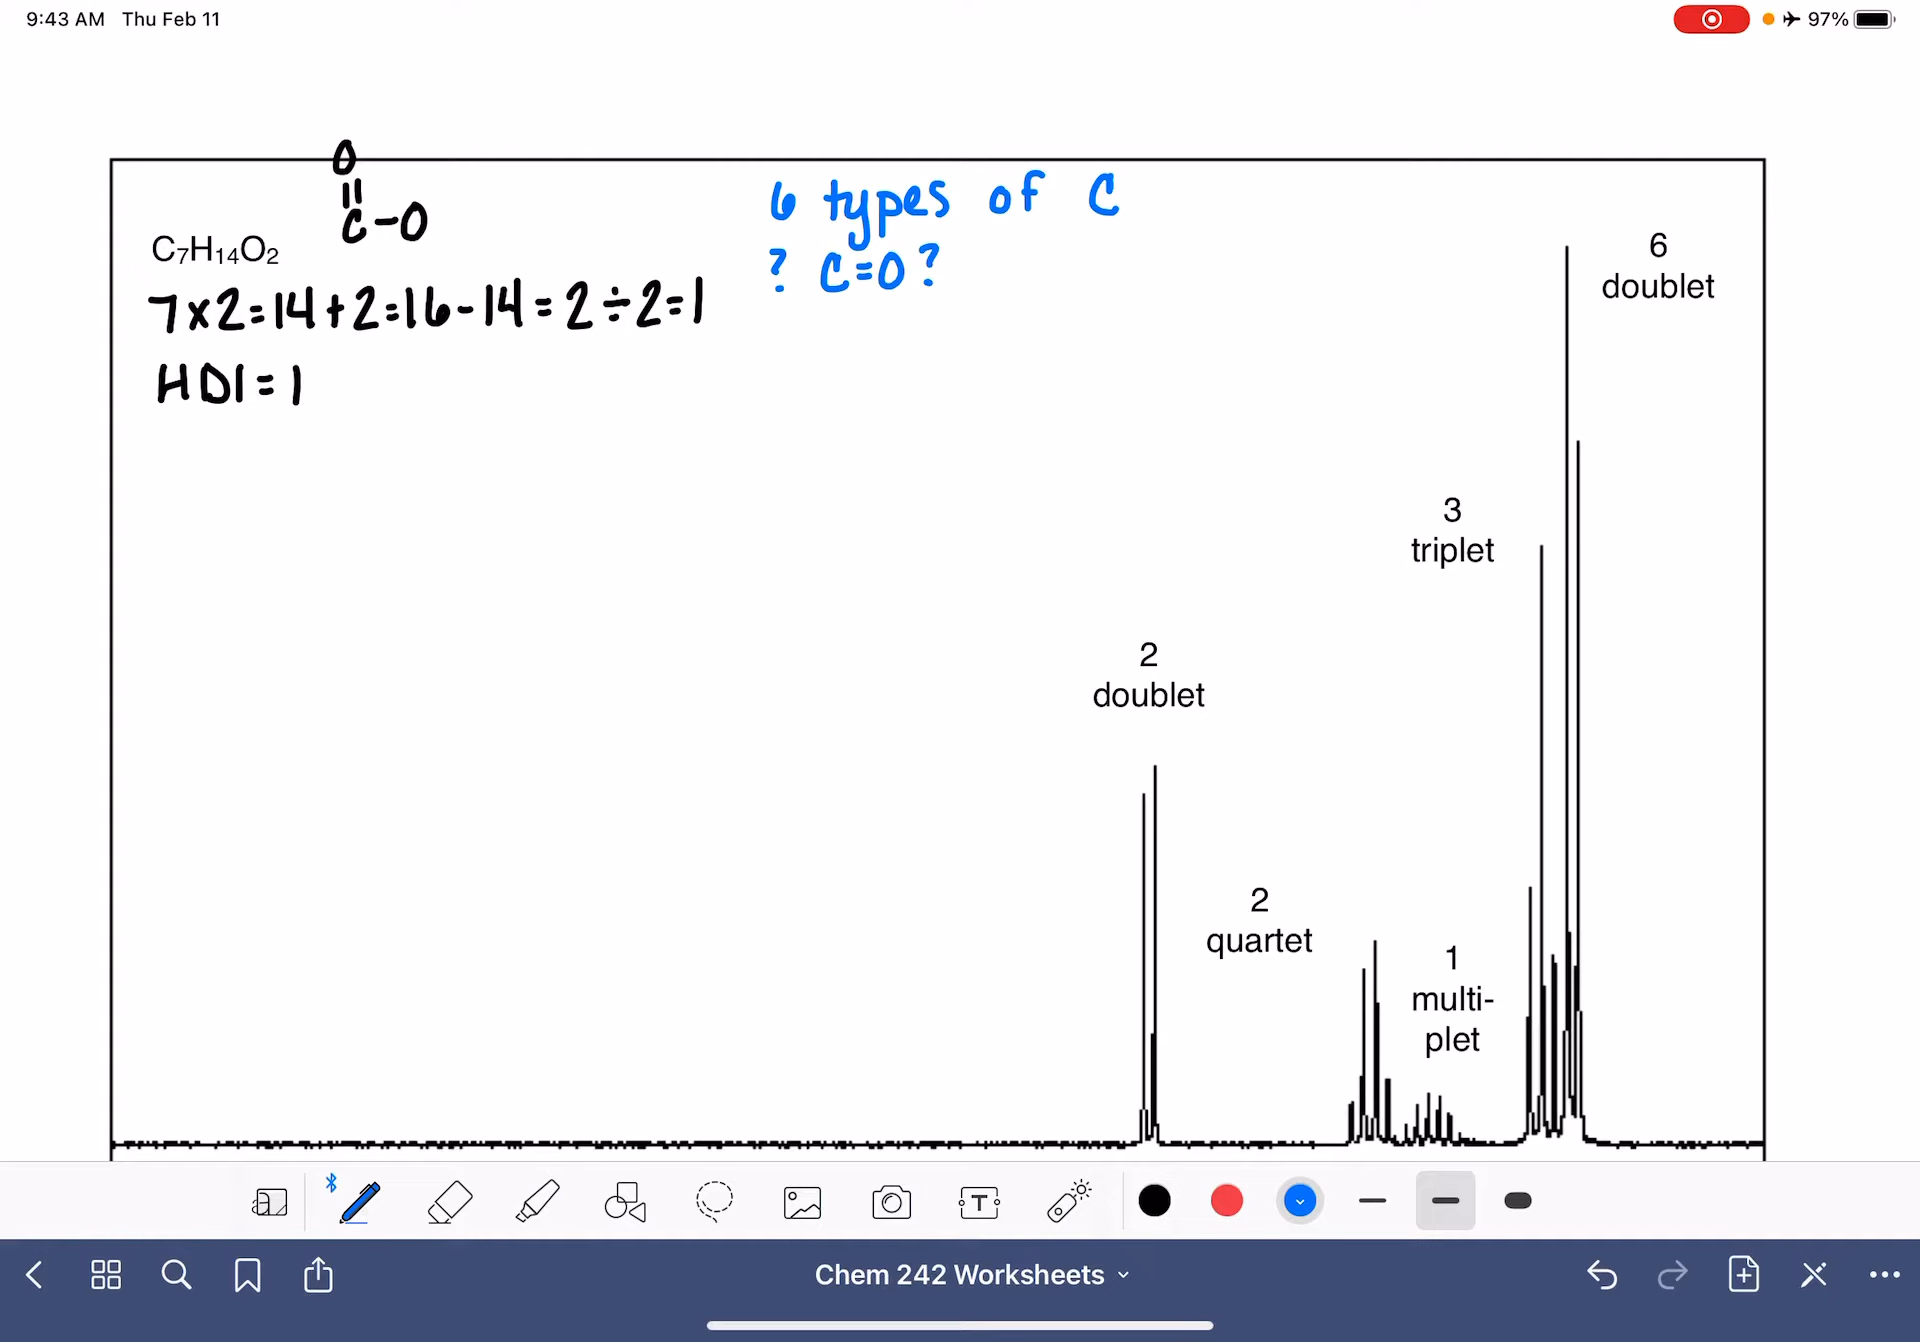 9:43 AM Thu Feb 11
97%
O
C-O
C₇H₁₄O₂
7x2=14+2=16-14=2÷2=1
HDI=1
6 types of C
? C=O?
6
doublet
3
triplet
2
doublet
2
quartet
1
multi-
plet
Chem 242 Worksheets